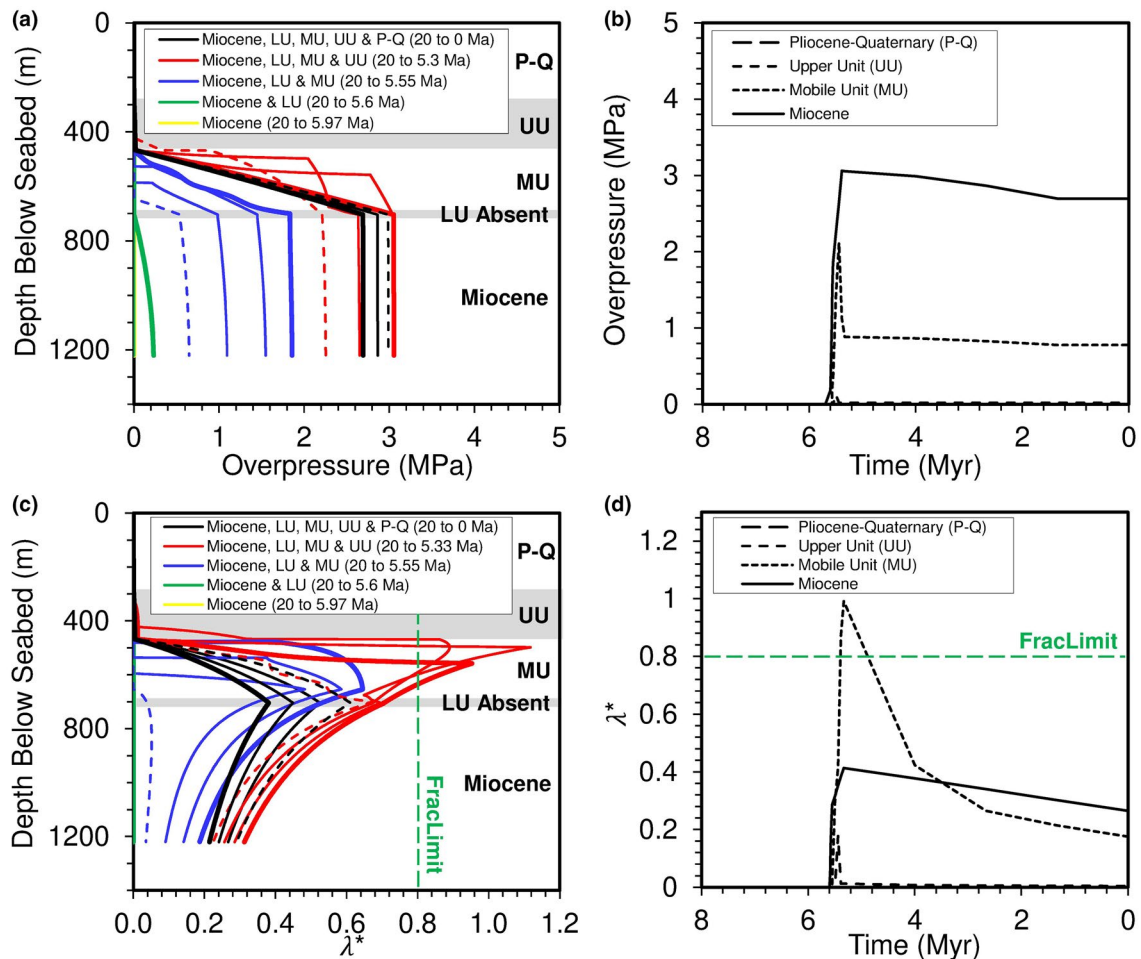 (a)
0
400
800
1200
Depth Below Seabed (m)
Miocene, LU, MU, UU & P-Q (20 to 0 Ma)
Miocene, LU, MU & UU (20 to 5.3 Ma)
Miocene, LU & MU (20 to 5.55 Ma)
Miocene & LU (20 to 5.6 Ma)
Miocene (20 to 5.97 Ma)
P-Q
UU
MU
LU Absent
Miocene
0 1 2 3 4 5
Overpressure (MPa)
(b)
5
4
3
2
1
0
Overpressure (MPa)
Pliocene-Quaternary (P-Q)
Upper Unit (UU)
Mobile Unit (MU)
Miocene
8 6 4 2 0
Time (Myr)
(c)
0
400
800
1200
Depth Below Seabed (m)
Miocene, LU, MU, UU & P-Q (20 to 0 Ma)
Miocene, LU, MU & UU (20 to 5.33 Ma)
Miocene, LU & MU (20 to 5.55 Ma)
Miocene & LU (20 to 5.6 Ma)
Miocene (20 to 5.97 Ma)
P-Q
UU
MU
LU Absent
Miocene
FracLimit
0.0 0.2 0.4 0.6 0.8 1.0 1.2
λ*
(d)
1.2
1
0.8
0.6
0.4
0.2
0
λ*
Pliocene-Quaternary (P-Q)
Upper Unit (UU)
Mobile Unit (MU)
Miocene
FracLimit
8 6 4 2 0
Time (Myr)